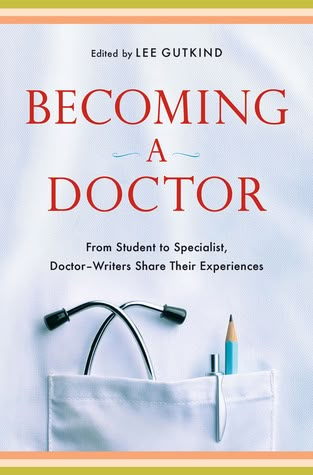 Edited by LEE GUTKIND
BECOMING
A
DOCTOR
From Student to Specialist,
Doctor–Writers Share Their Experiences